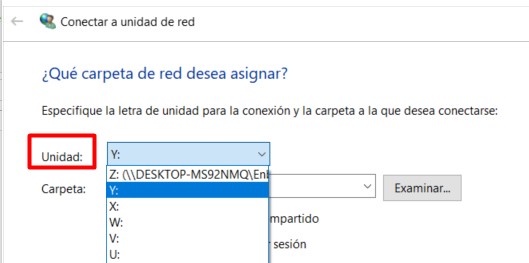 Conectar a unidad de red
¿Qué carpeta de red desea asignar?
Especifique la letra de unidad para la conexión y la carpeta a la que desea conectarse:
Unidad: Y:
Z: (\\DESKTOP-MS92NMQ\
Carpeta: Y: Examinar...
X:
W: mpartido
V: sesión
U: